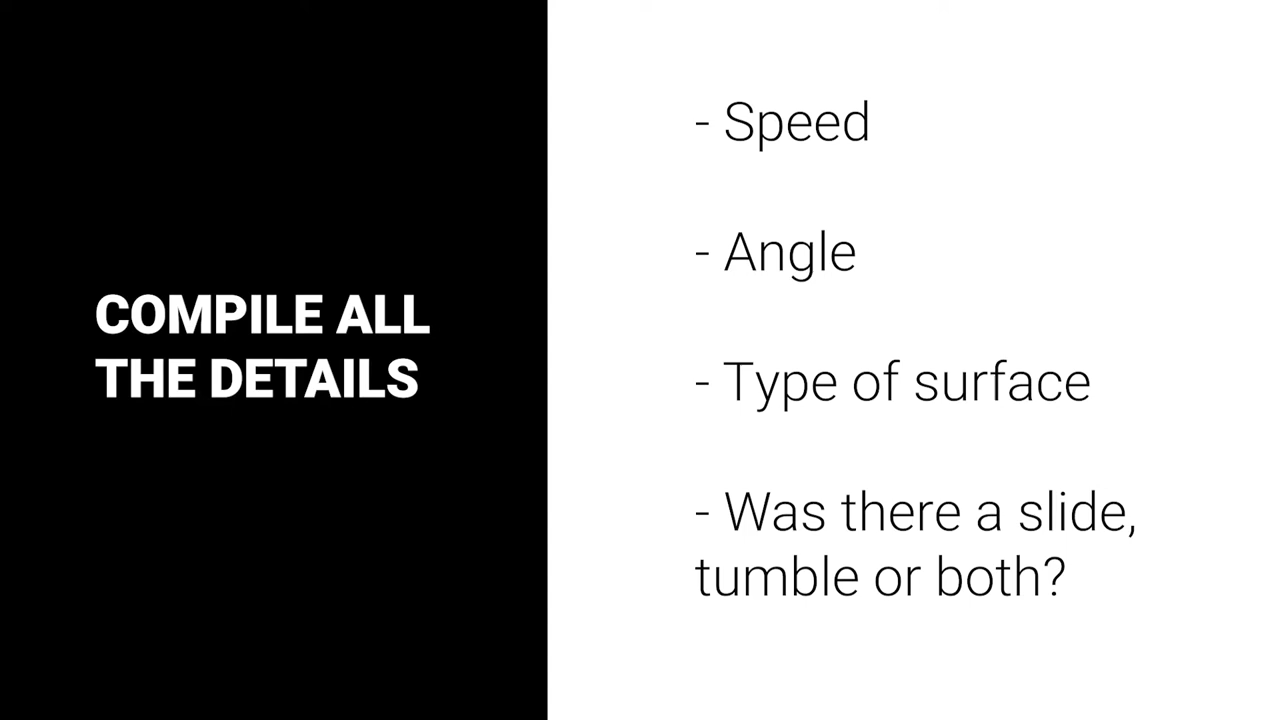 COMPILE ALL
THE DETAILS
- Speed
- Angle
- Type of surface
- Was there a slide,
tumble or both?